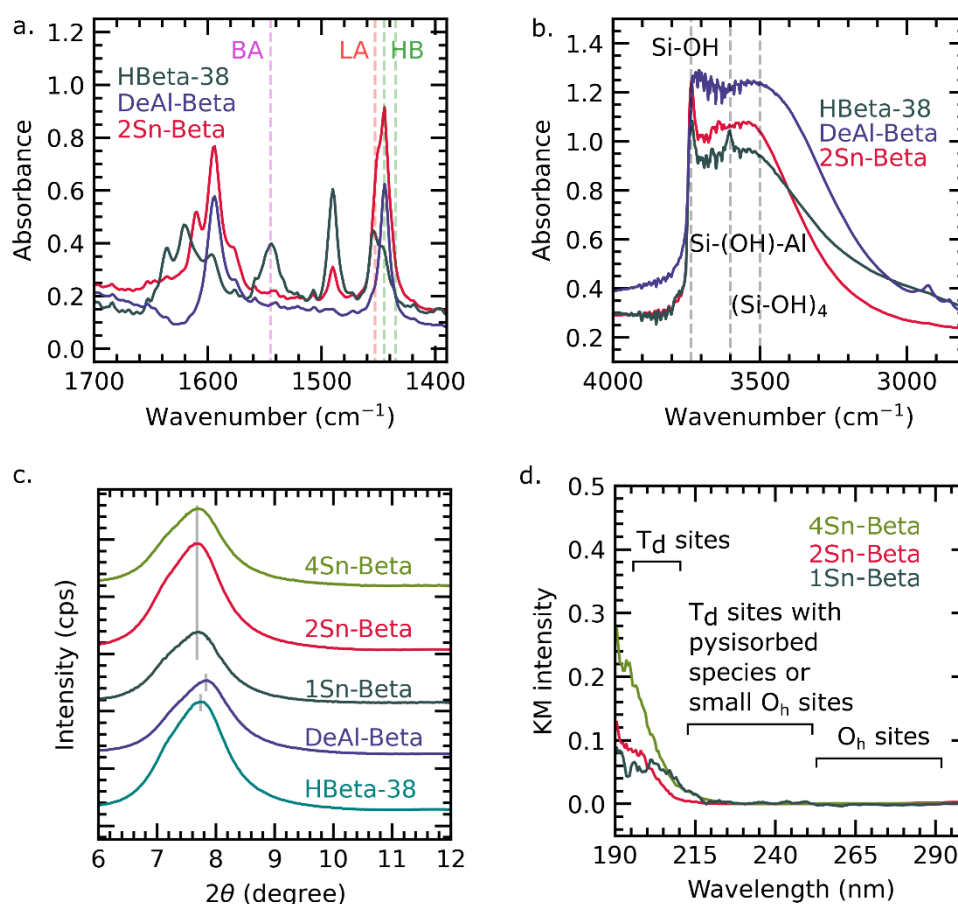 a.
1.2
1.0
0.8
0.6
0.4
0.2
0.0
Absorbance
BA
LA
HB
HBeta-38
DeAl-Beta
2Sn-Beta
1700
1600
1500
1400
Wavenumber (cm⁻¹)
b.
1.4
1.2
1.0
0.8
0.6
0.4
0.2
Absorbance
Si-OH
HBeta-38
DeAl-Beta
2Sn-Beta
Si-(OH)-Al
(Si-OH)₄
4000
3500
3000
Wavenumber (cm⁻¹)
c.
Intensity (cps)
4Sn-Beta
2Sn-Beta
1Sn-Beta
DeAl-Beta
HBeta-38
6
7
8
9
10
11
12
2θ (degree)
d.
0.5
0.4
0.3
0.2
0.1
0.0
KM intensity
4Sn-Beta
2Sn-Beta
1Sn-Beta
Td sites
Td sites with
pysisorbed
species or
small Oₕ sites
Oₕ sites
190
215
240
265
290
Wavelength (nm)